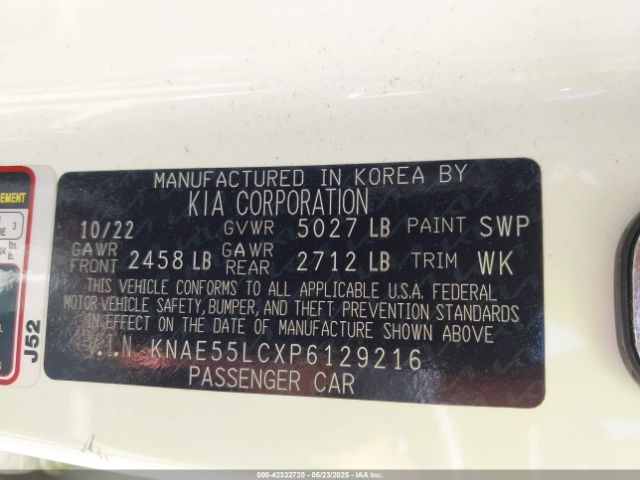 MANUFACTURED IN KOREA BY
KIA CORPORATION
10/22 GVWR 5027 LB PAINT SWP
GAWR FRONT 2458 LB GAWR REAR 2712 LB TRIM WK
THIS VEHICLE CONFORMS TO ALL APPLICABLE U.S.A. FEDERAL
MOTOR VEHICLE SAFETY, BUMPER, AND THEFT PREVENTION STANDARDS
IN EFFECT ON THE DATE OF MANUFACTURE SHOWN ABOVE
V.I.N KNAE55LCXP6129216
PASSENGER CAR
J52
000-42332720 - 05/23/2025 - IAAI.COM